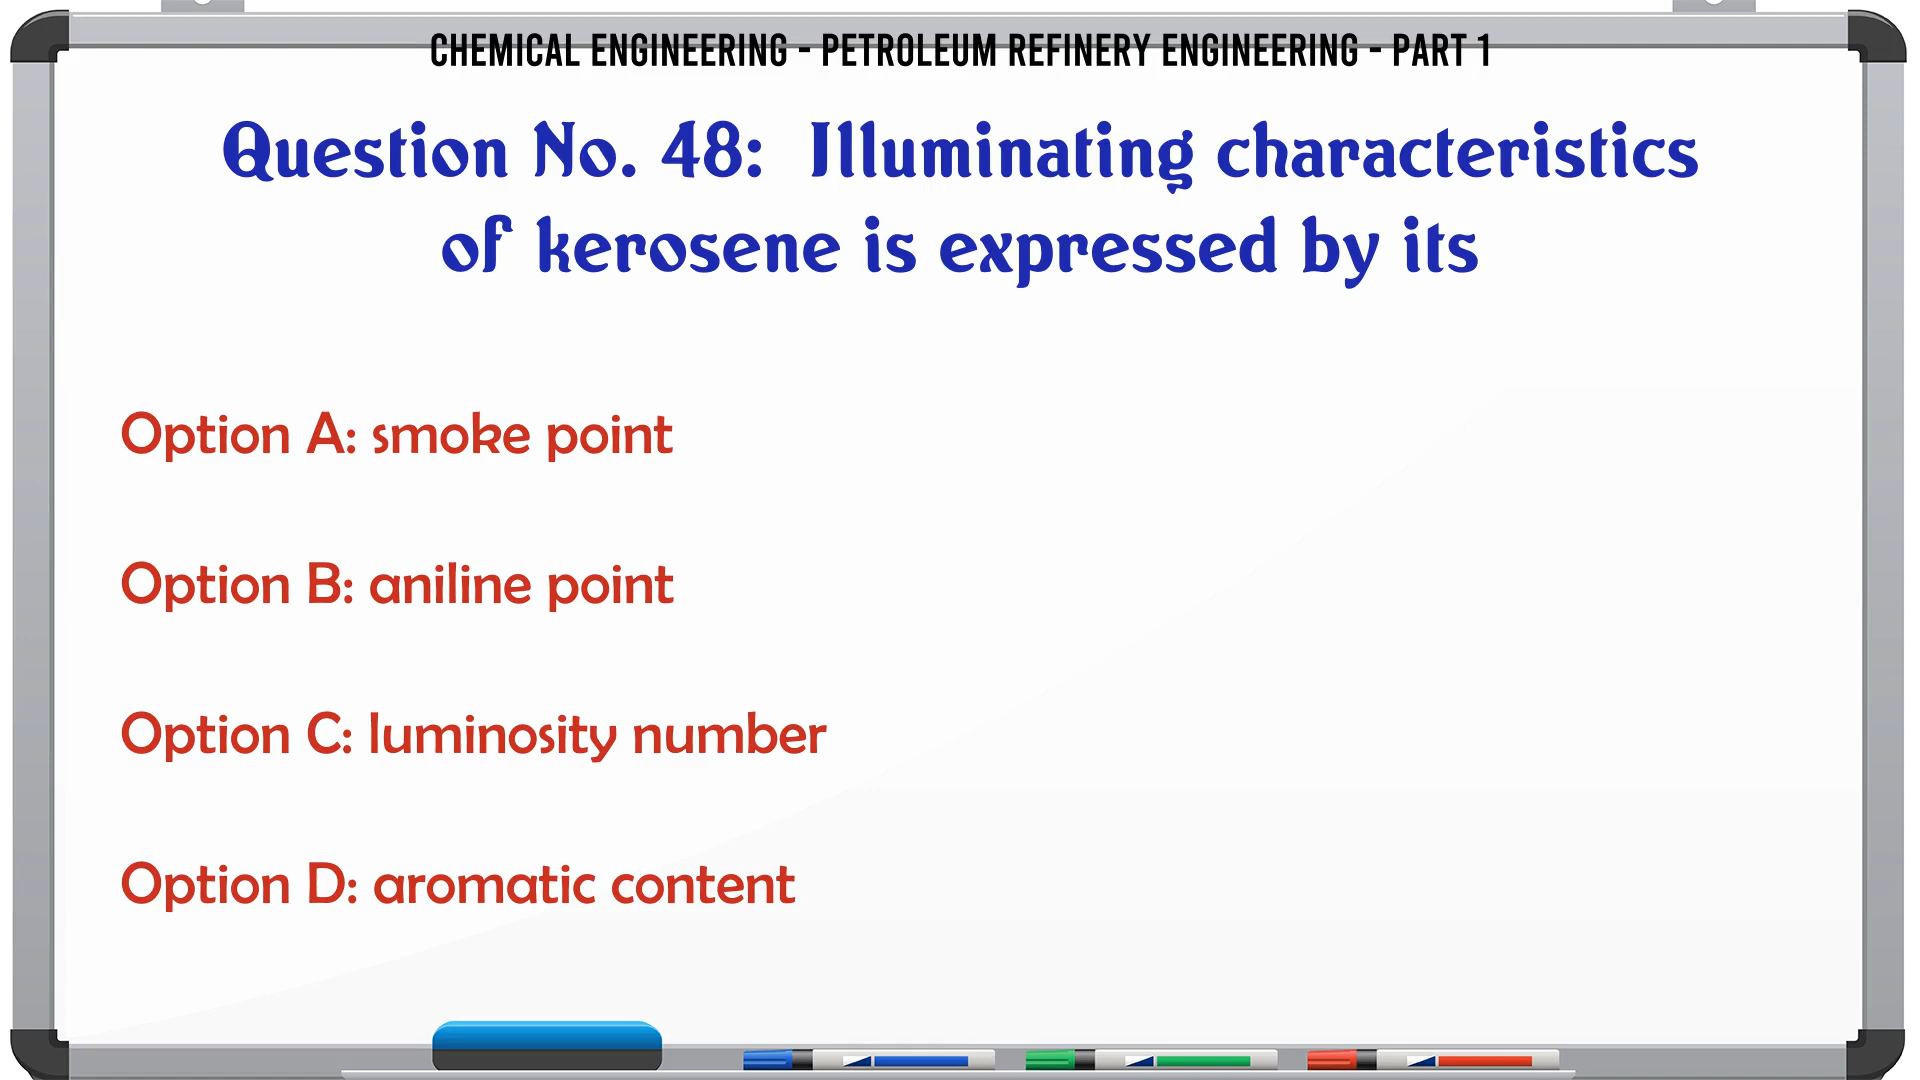 CHEMICAL ENGINEERING - PETROLEUM REFINERY ENGINEERING - PART 1
Question No. 48: Illuminating characteristics
of kerosene is expressed by its
Option A: smoke point
Option B: aniline point
Option C: luminosity number
Option D: aromatic content